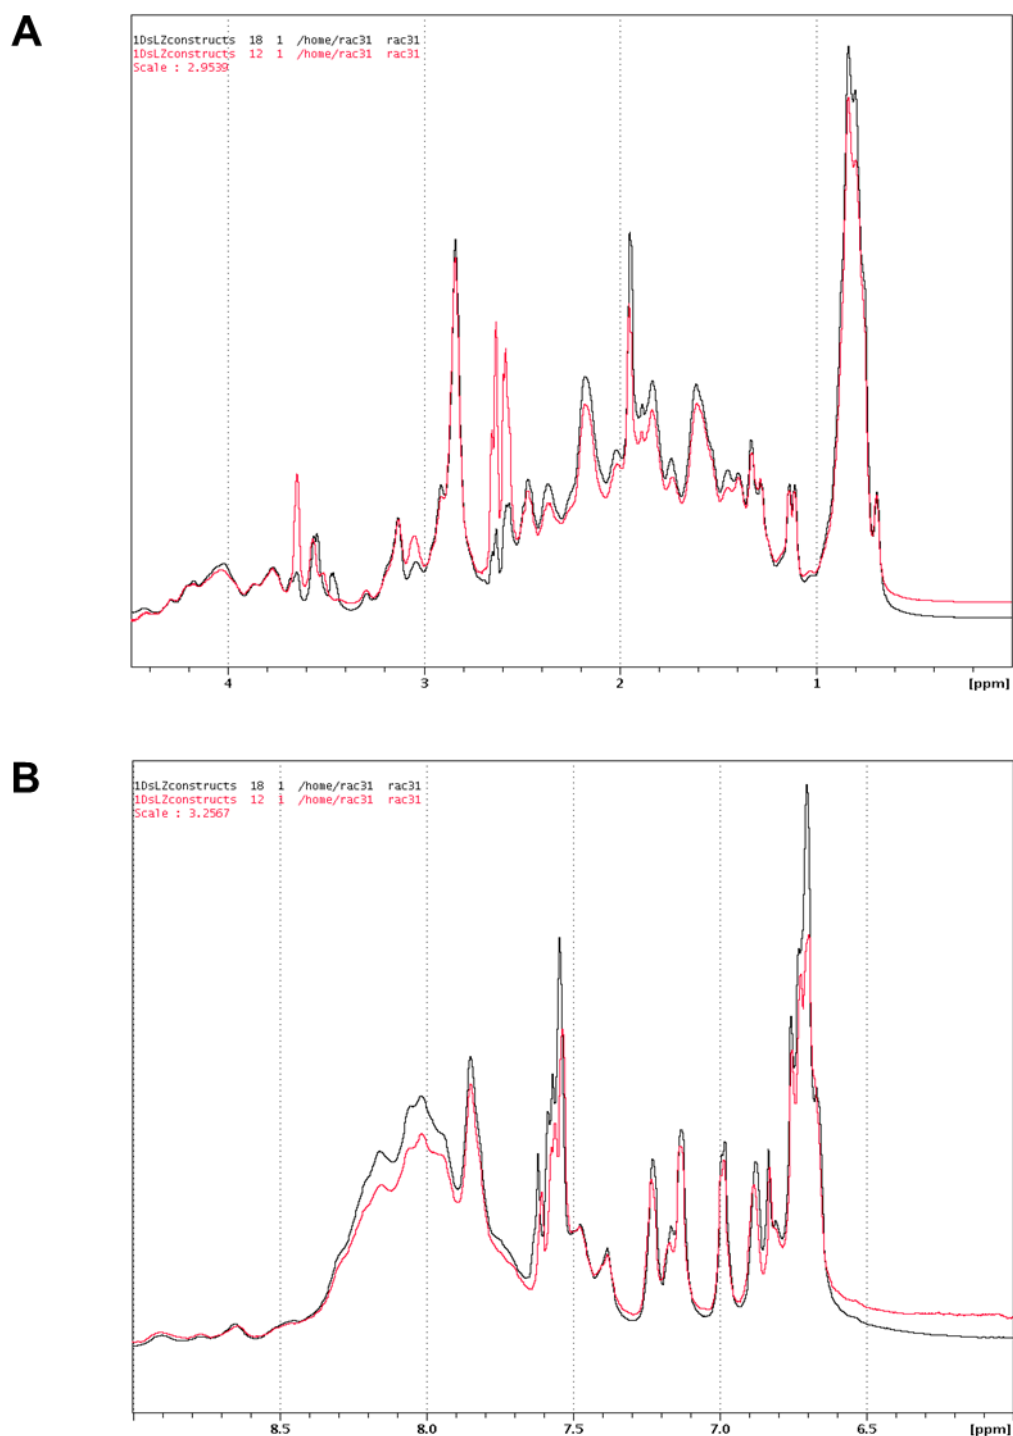 A
1DsLZconstructs 18 1 /home/rac31 rac31
1DsLZconstructs 12 1 /home/rac31 rac31
Scale : 2.9539
4 3 2 1 [ppm]
B
1DsLZconstructs 18 1 /home/rac31 rac31
1DsLZconstructs 12 1 /home/rac31 rac31
Scale : 3.2567
8.5 8.0 7.5 7.0 6.5 [ppm]